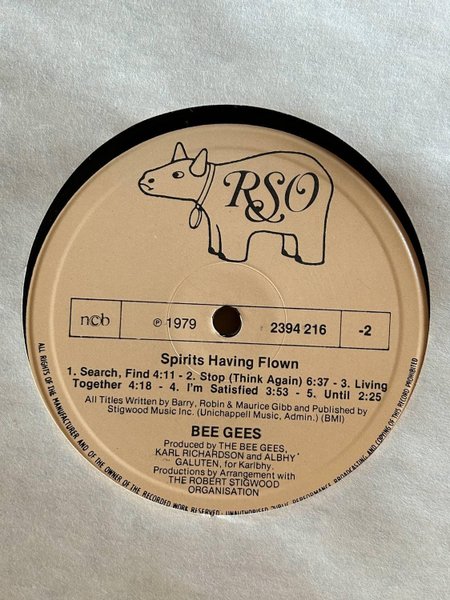 RSO
ncb ℗ 1979 2394 216 -2
Spirits Having Flown
1. Search, Find 4:11 - 2. Stop (Think Again) 6:37 - 3. Living
Together 4:18 - 4. I'm Satisfied 3:53 - 5. Until 2:25
All Titles Written by Barry, Robin & Maurice Gibb and Published by
Stigwood Music Inc. (Unichappell Music, Admin.) (BMI)
BEE GEES
Produced by THE BEE GEES,
KARL RICHARDSON and ALBHY
GALUTEN, for Karlbhy.
Productions by Arrangement with
THE ROBERT STIGWOOD
ORGANISATION
ALL RIGHTS OF THE MANUFACTURER AND OF THE OWNER OF THE RECORDED WORK RESERVED - UNAUTHORISED PUBLIC PERFORMANCE, BROADCASTING AND COPYING OF THIS RECORD PROHIBITED